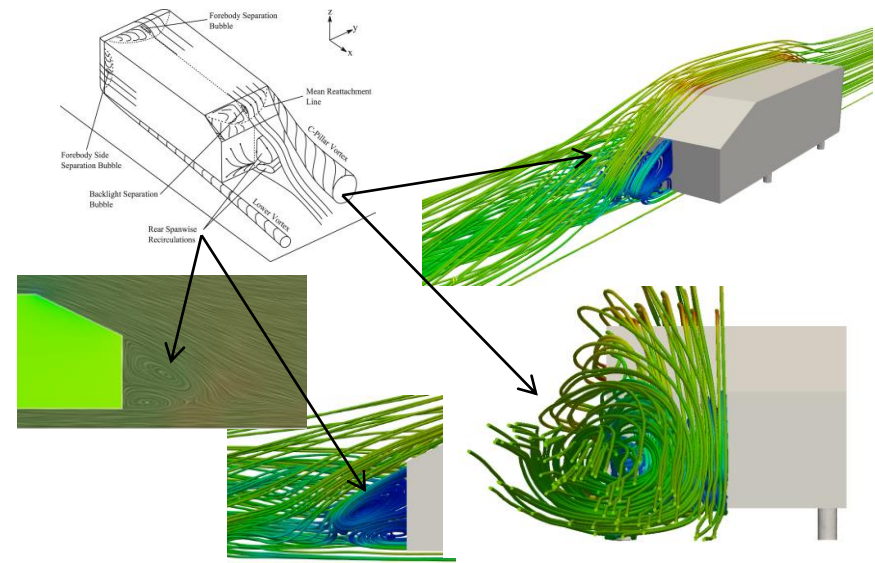 Forebody Separation
Bubble
z
y
x
Mean Reattachment
Line
C-Pillar Vortex
Forebody Side
Separation Bubble
Backlight Separation
Bubble
Lower Vortex
Rear Spanwise
Recirculations